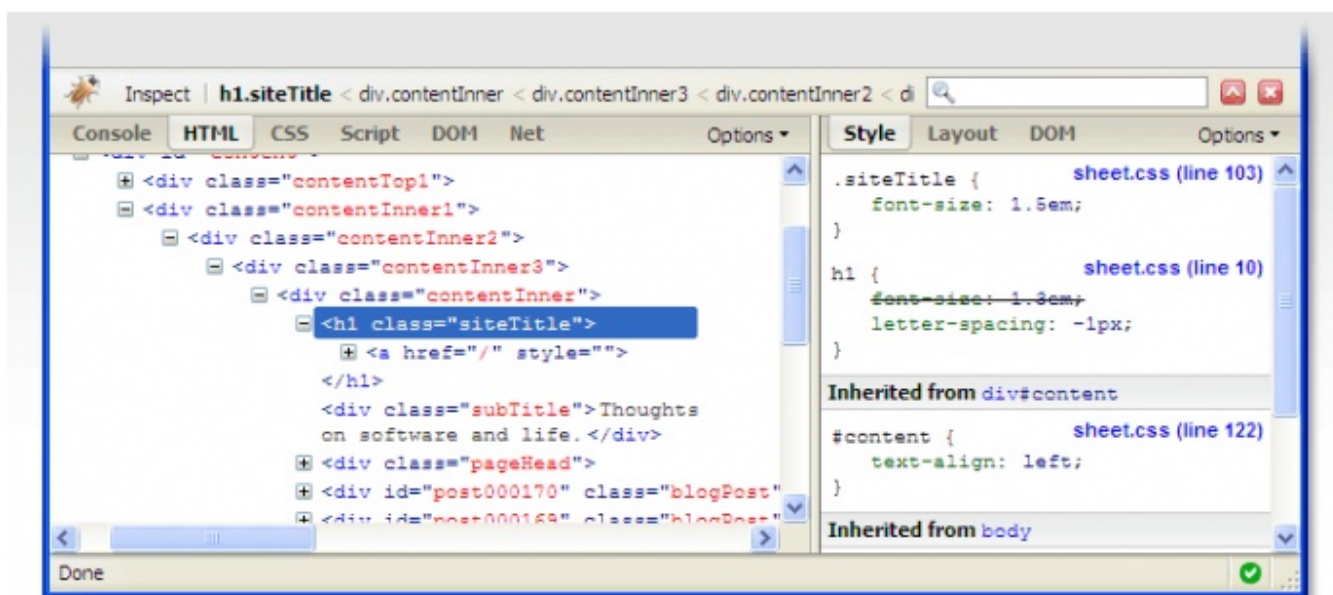 Inspect | h1.siteTitle < div.contentInner < div.contentInner3 < div.contentInner2 < di
Console HTML CSS Script DOM Net Options
<div class="contentTop1">
<div class="contentInner1">
<div class="contentInner2">
<div class="contentInner3">
<div class="contentInner">
<h1 class="siteTitle">
<a href="/" style="">
</h1>
<div class="subTitle">Thoughts
on software and life.</div>
<div class="pageHead">
<div id="post000170" class="blogPost"
<div id="post000169" class="blogPost"
Style Layout DOM Options
.siteTitle { sheet.css (line 103)
font-size: 1.5em;
}
h1 { sheet.css (line 10)
font-size: 1.3em;
letter-spacing: -1px;
}
Inherited from div#content
#content { sheet.css (line 122)
text-align: left;
}
Inherited from body
Done